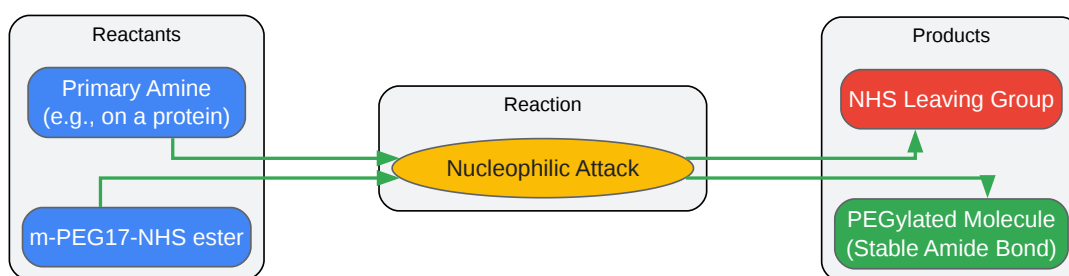 Reactants
Primary Amine
(e.g., on a protein)
m-PEG17-NHS ester
Reaction
Nucleophilic Attack
Products
NHS Leaving Group
PEGylated Molecule
(Stable Amide Bond)